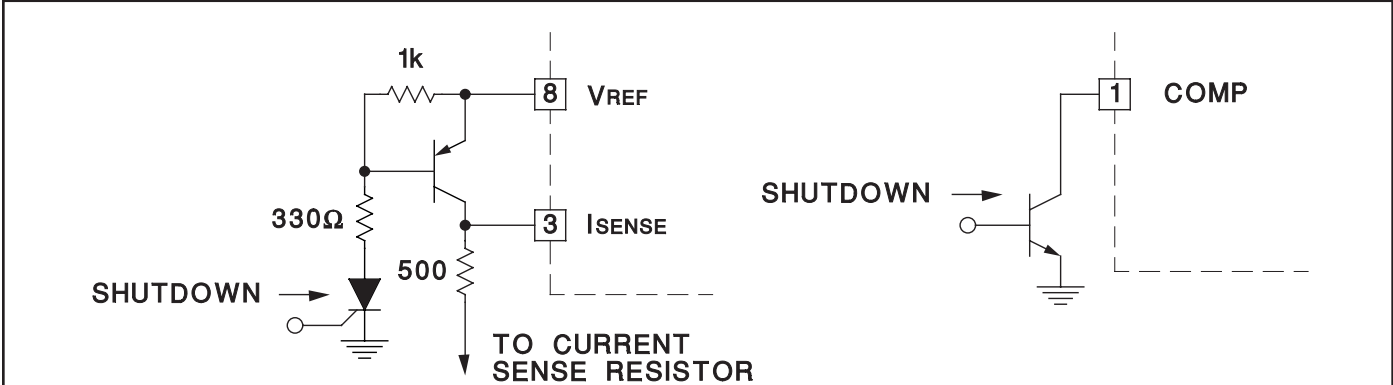 1k
8 VREF
330Ω
3 ISENSE
500
SHUTDOWN
TO CURRENT
SENSE RESISTOR
1 COMP
SHUTDOWN